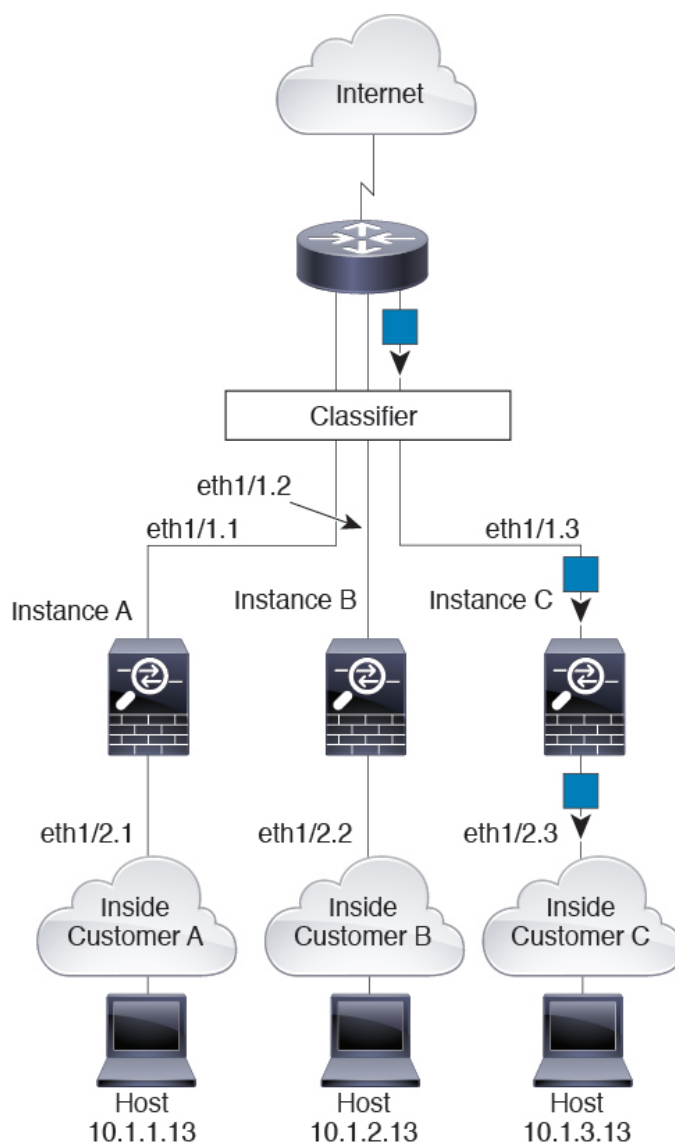 Internet
Classifier
eth1/1.2
eth1/1.1
eth1/1.3
Instance A
Instance B
Instance C
eth1/2.1
eth1/2.2
eth1/2.3
Inside
Customer A
Inside
Customer B
Inside
Customer C
Host
10.1.1.13
Host
10.1.2.13
Host
10.1.3.13